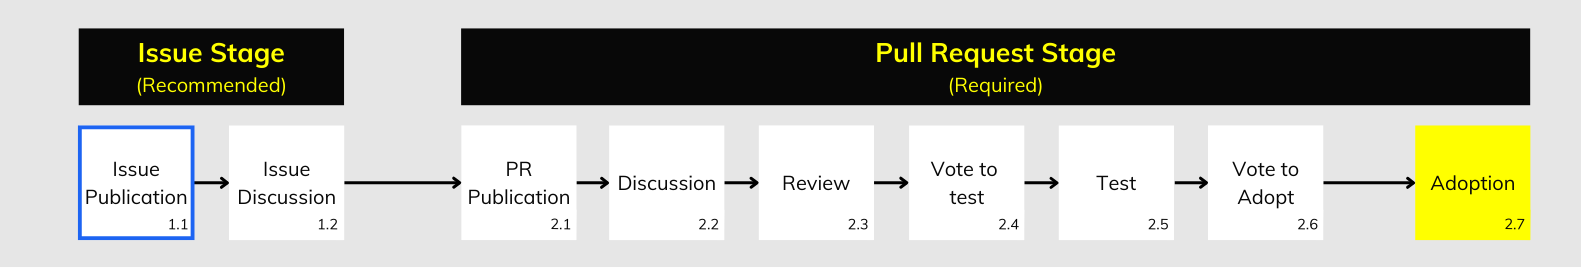 Issue Stage
(Recommended)
Pull Request Stage
(Required)
Issue
Publication
1.1
Issue
Discussion
1.2
PR
Publication
2.1
Discussion
2.2
Review
2.3
Vote to
test
2.4
Test
2.5
Vote to
Adopt
2.6
Adoption
2.7